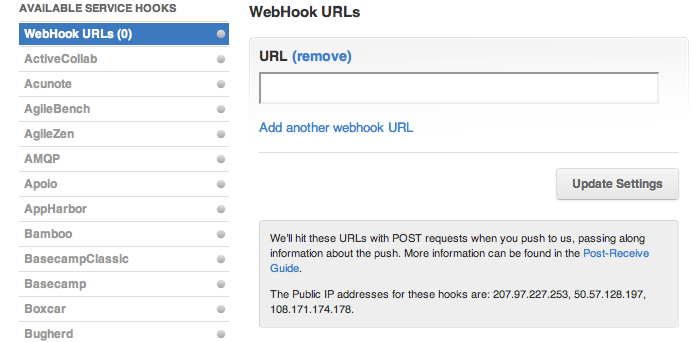 AVAILABLE SERVICE HOOKS
WebHook URLs (0)
ActiveCollab
Acunote
AgileBench
AgileZen
AMQP
Apoio
AppHarbor
Bamboo
BasecampClassic
Basecamp
Boxcar
Bugherd
WebHook URLs
URL (remove)
Add another webhook URL
Update Settings
We'll hit these URLs with POST requests when you push to us, passing along
information about the push. More information can be found in the Post-Receive
Guide.
The Public IP addresses for these hooks are: 207.97.227.253, 50.57.128.197,
108.171.174.178.